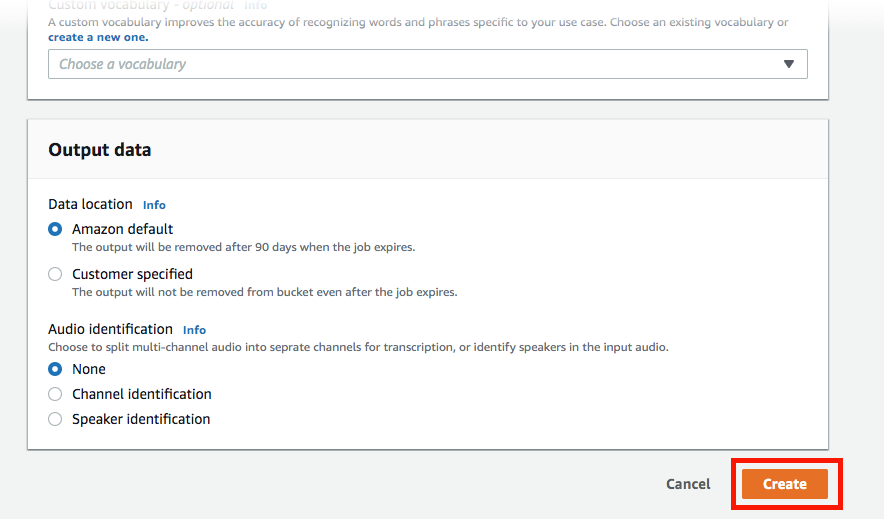 Custom vocabulary - optional Info
A custom vocabulary improves the accuracy of recognizing words and phrases specific to your use case. Choose an existing vocabulary or
create a new one.
Choose a vocabulary
Output data
Data location Info
Amazon default
The output will be removed after 90 days when the job expires.
Customer specified
The output will not be removed from bucket even after the job expires.
Audio identification Info
Choose to split multi-channel audio into seprate channels for transcription, or identify speakers in the input audio.
None
Channel identification
Speaker identification
Cancel Create